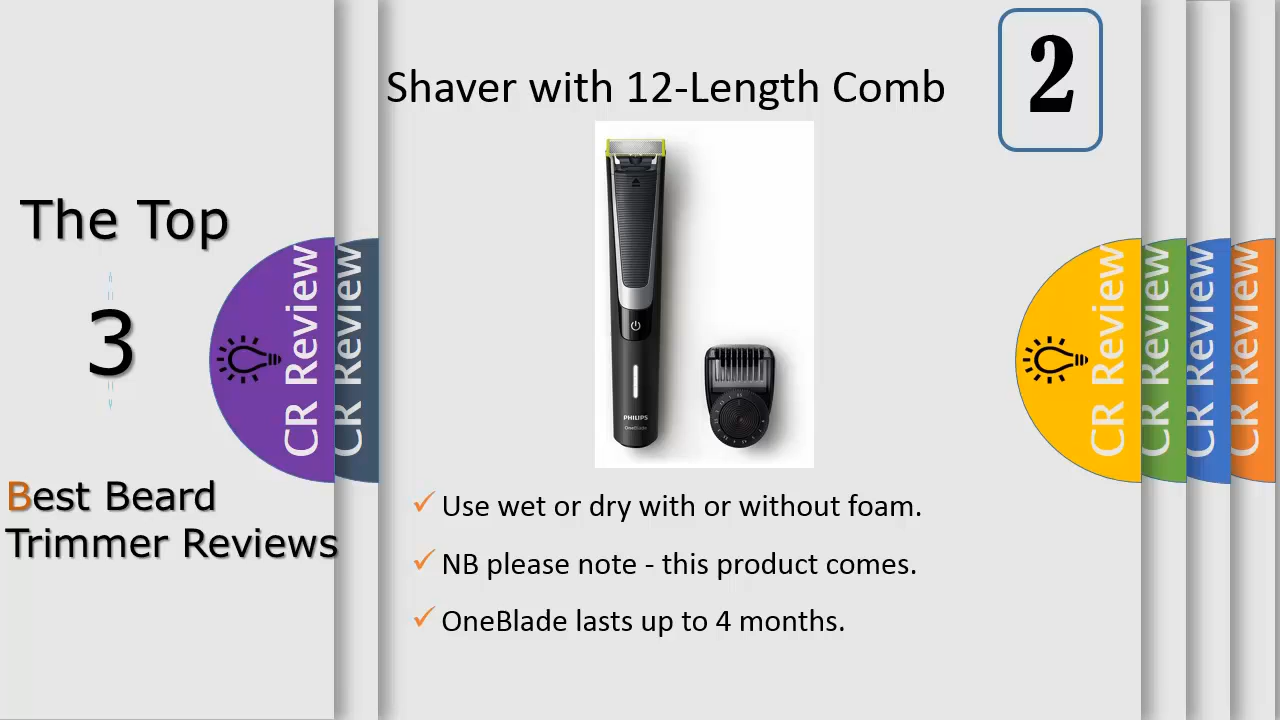 Shaver with 12-Length Comb
2
The Top
3
Best Beard
Trimmer Reviews
CR Review
CR Review
PHILIPS
OneBlade
CR Review
CR Review
CR Review
CR Review
Use wet or dry with or without foam.
NB please note - this product comes.
OneBlade lasts up to 4 months.